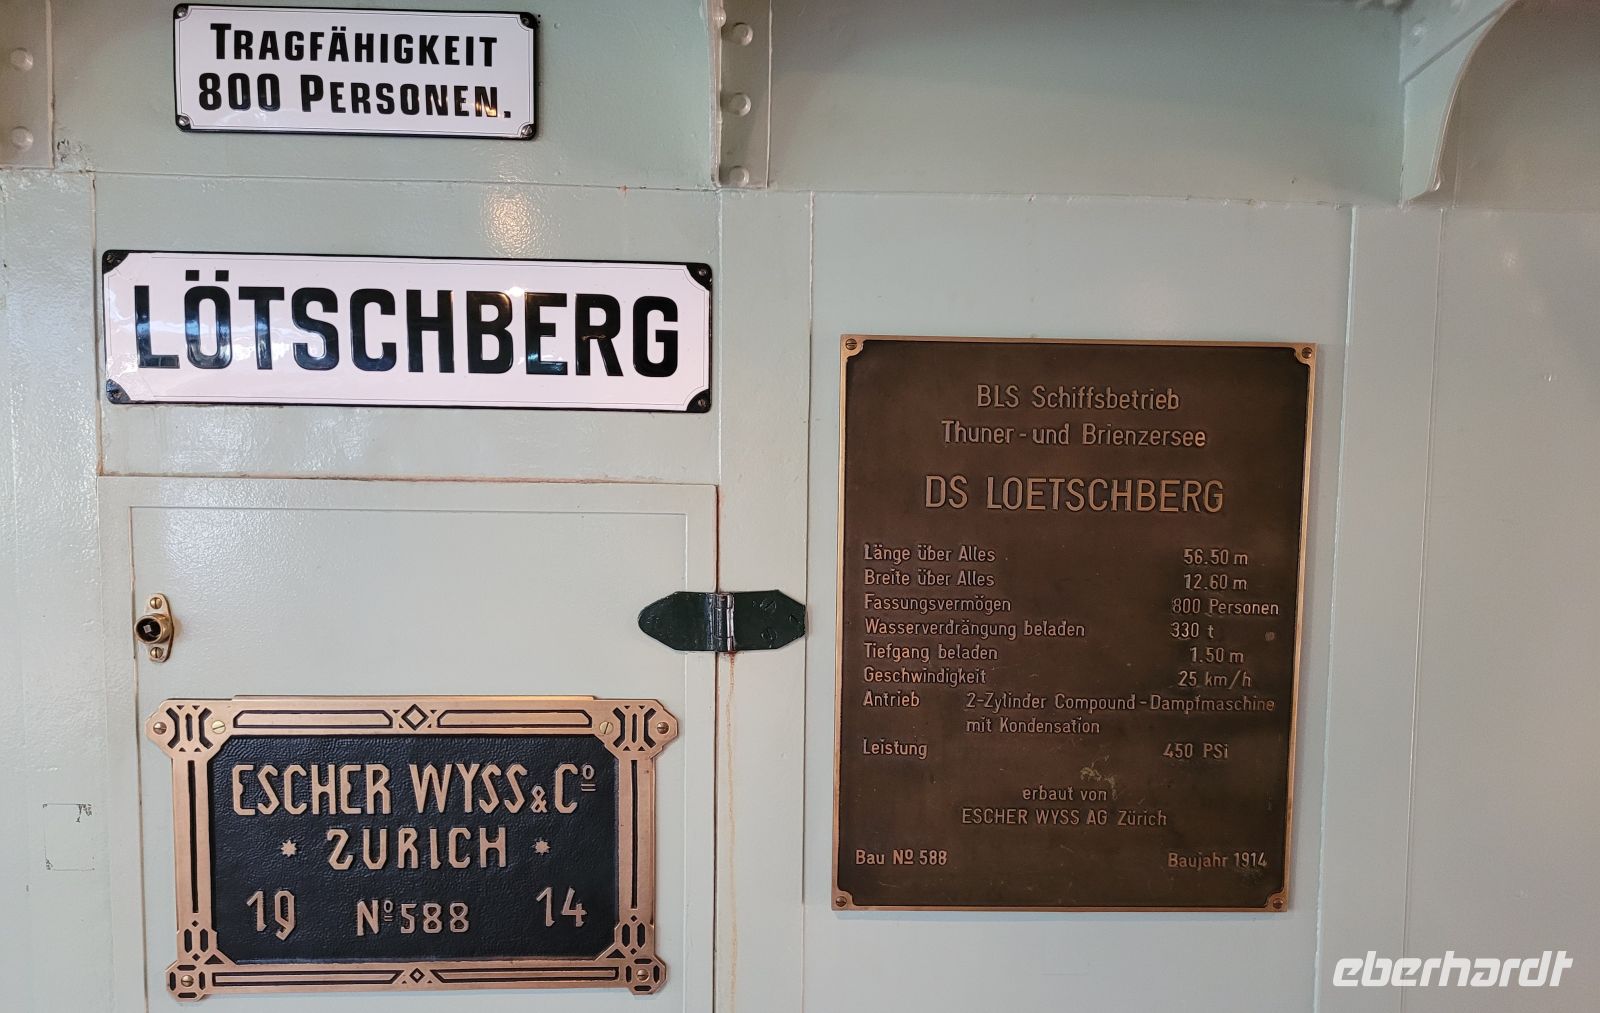 TRAGFÄHIGKEIT
800 PERSONEN.
LÖTSCHBERG
ESCHER WYSS & Cº
ZURICH
19 Nº 588 14
BLS Schiffsbetrieb
Thuner- und Brienzersee
DS LOETSCHBERG
Länge über Alles 56.50 m
Breite über Alles 12.60 m
Fassungsvermögen 800 Personen
Wasserverdrängung beladen 330 t
Tiefgang beladen 1.50 m
Geschwindigkeit 25 km/h
Antrieb 2-Zylinder Compound-Dampfmaschine
mit Kondensation
Leistung 450 PSi
erbaut von
ESCHER WYSS AG Zürich
Bau Nº 588 Baujahr 1914
eberhardt